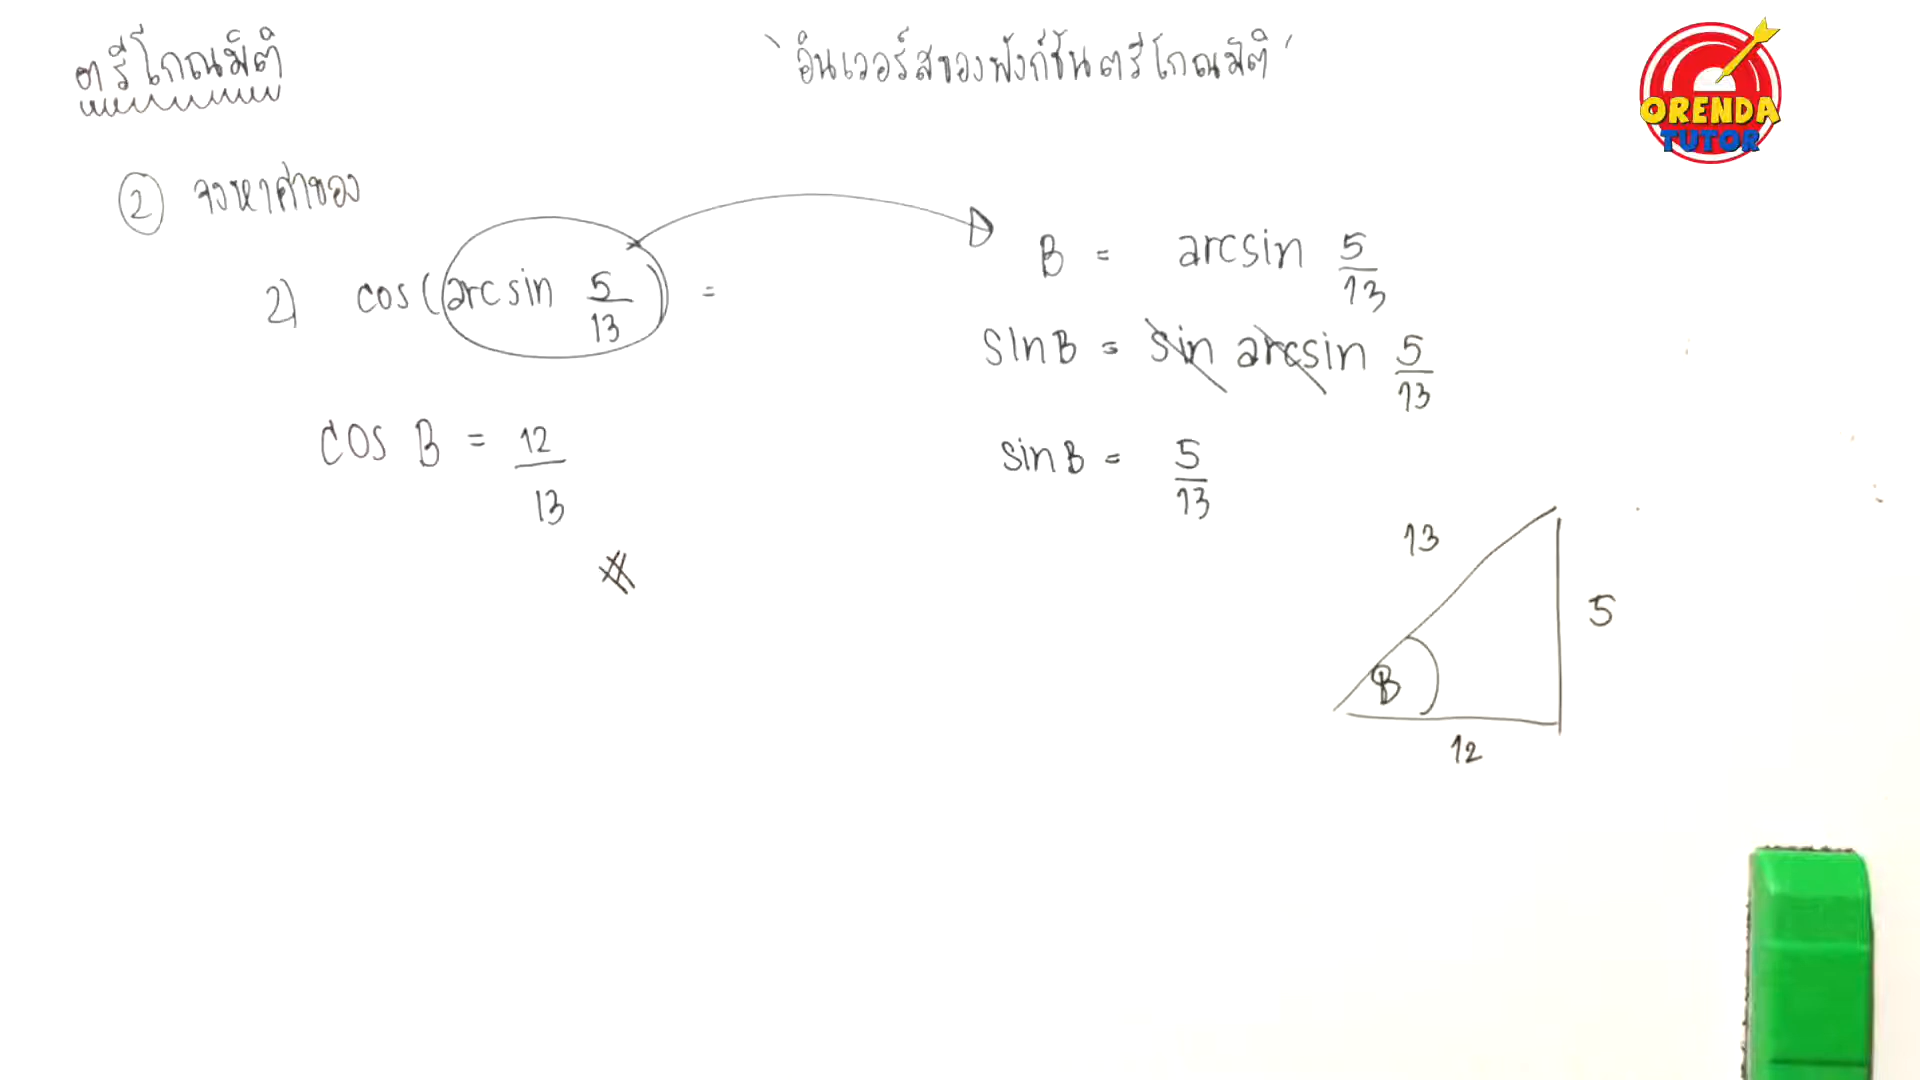 ตรีโกณมิติ
`อินเวอร์สของฟังก์ชันตรีโกณมิติ'
ORENDA
TUTOR
② จงหาค่าของ
2) cos(arcsin 5/13) =
cos B = 12/13
B = arcsin 5/13
sin B = sin arcsin 5/13
sin B = 5/13
13
5
B
12